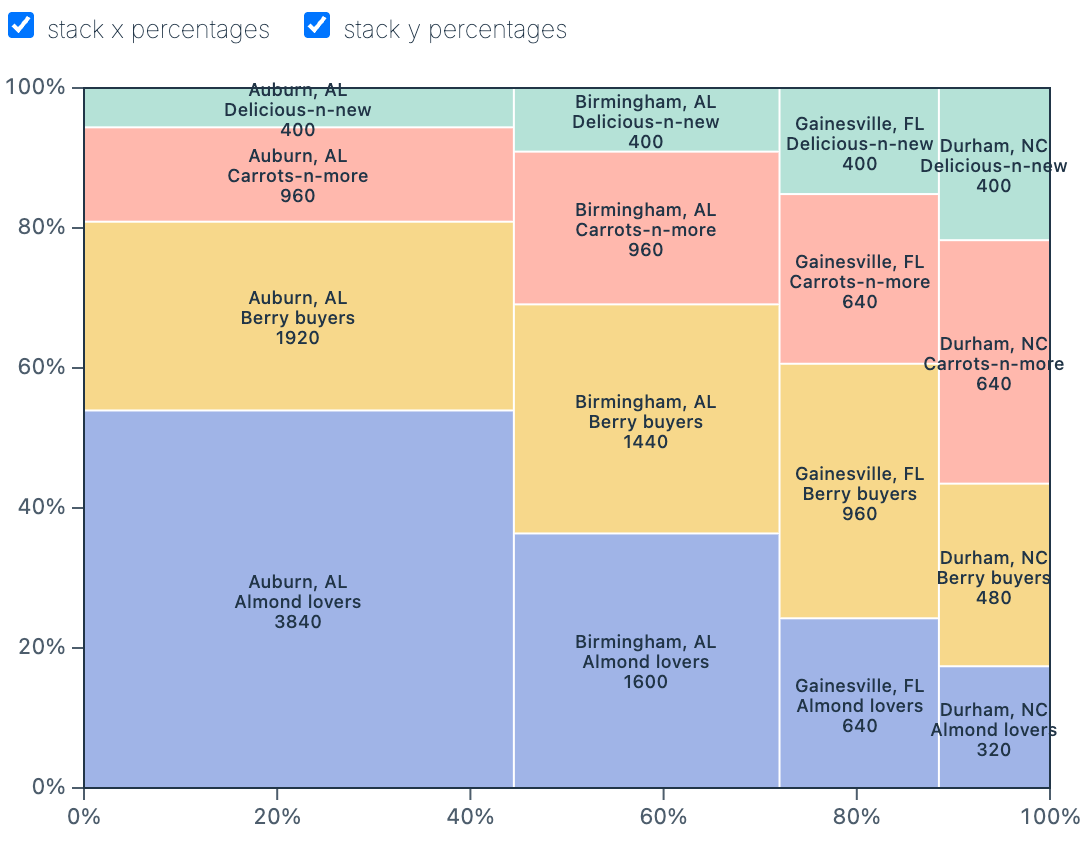 stack x percentages
stack y percentages
100%
80%
60%
40%
20%
0%
Auburn, AL
Delicious-n-new
400
Auburn, AL
Carrots-n-more
960
Auburn, AL
Berry buyers
1920
Auburn, AL
Almond lovers
3840
Birmingham, AL
Delicious-n-new
400
Birmingham, AL
Carrots-n-more
960
Birmingham, AL
Berry buyers
1440
Birmingham, AL
Almond lovers
1600
Gainesville, FL
Delicious-n-new
400
Gainesville, FL
Carrots-n-more
640
Gainesville, FL
Berry buyers
960
Gainesville, FL
Almond lovers
640
Durham, NC
Delicious-n-new
400
Durham, NC
Carrots-n-more
640
Durham, NC
Berry buyers
480
Durham, NC
Almond lovers
320
0%
20%
40%
60%
80%
100%